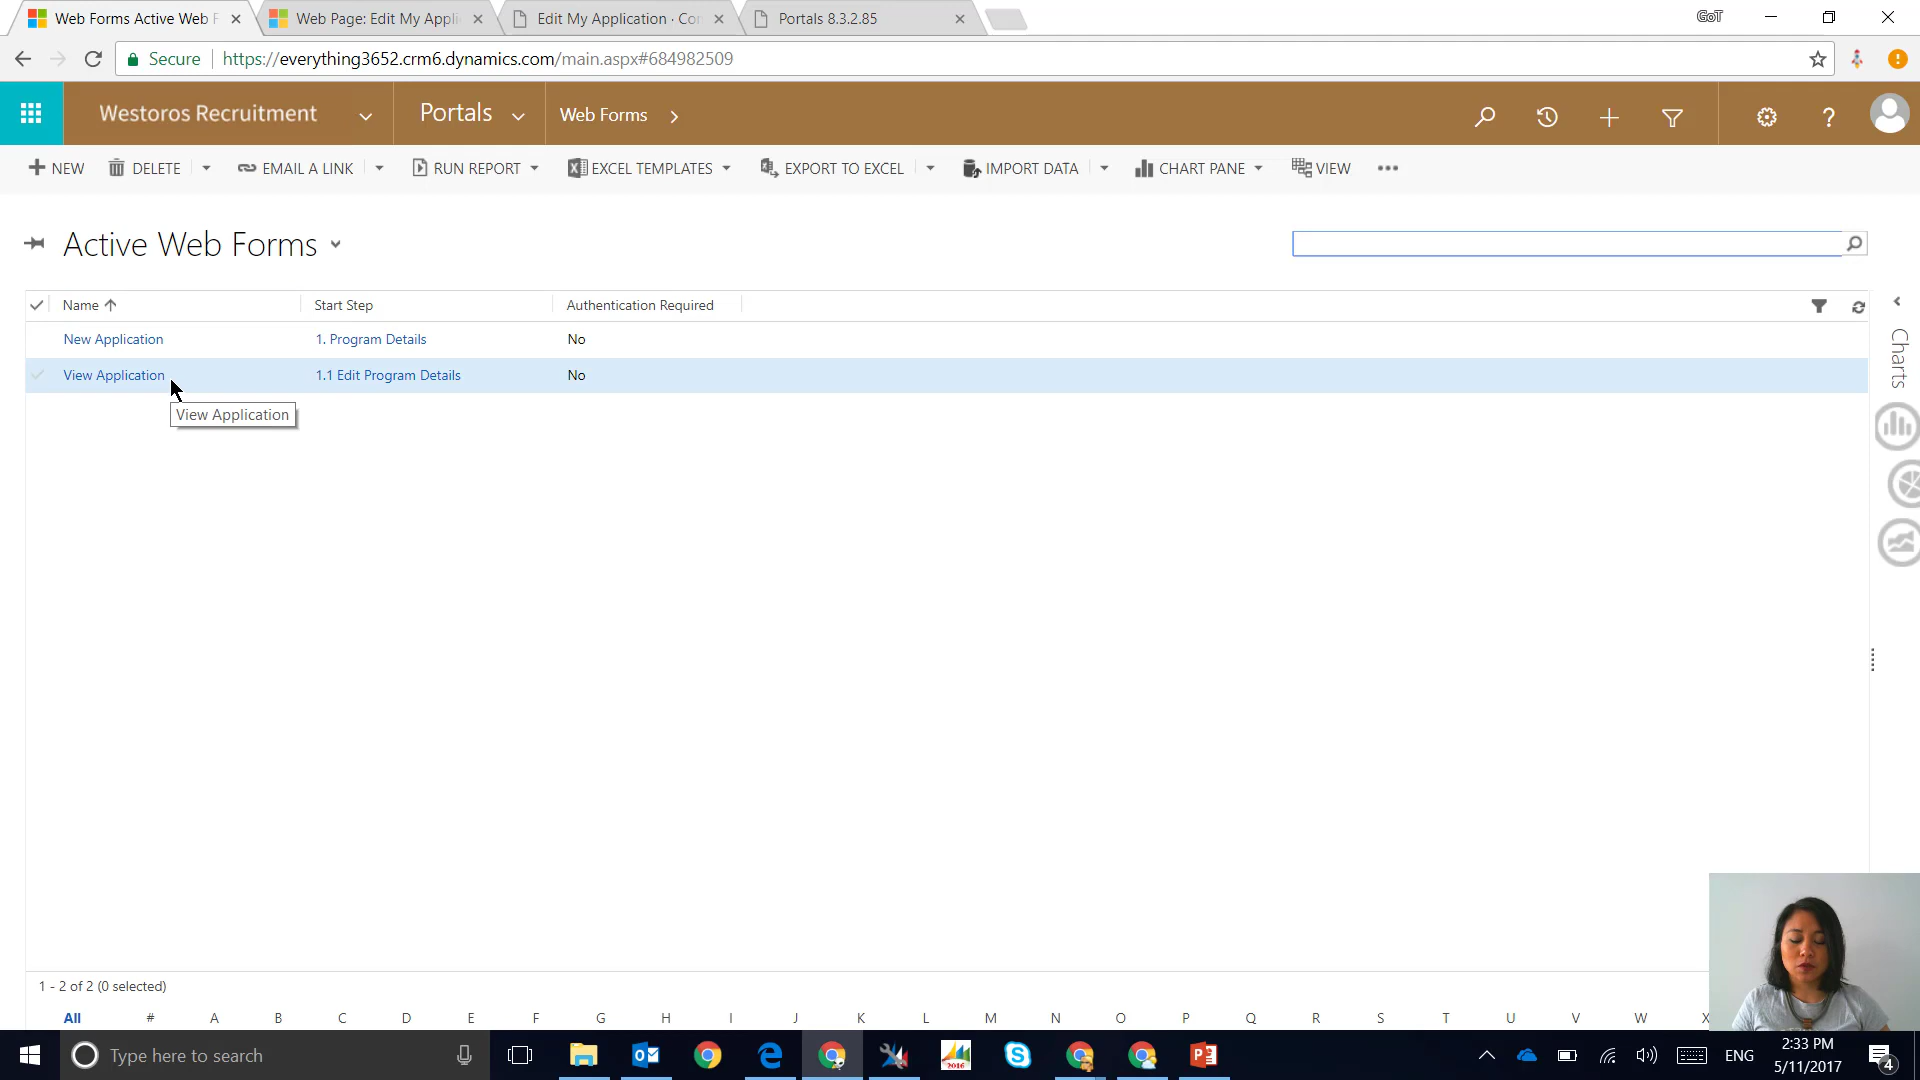 Web Forms Active Web F
Web Page: Edit My Appli
Edit My Application · Con
Portals 8.3.2.85
GoT
Secure
https://everything3652.crm6.dynamics.com/main.aspx#684982509
Westoros Recruitment
Portals
Web Forms
NEW
DELETE
EMAIL A LINK
RUN REPORT
EXCEL TEMPLATES
EXPORT TO EXCEL
IMPORT DATA
CHART PANE
VIEW
Active Web Forms
Name
Start Step
Authentication Required
New Application
1. Program Details
No
View Application
1.1 Edit Program Details
No
View Application
Charts
1 - 2 of 2 (0 selected)
All # A B C D E F G H I J K L M N O P Q R S T U V W X
Type here to search
2016
ENG
2:33 PM
5/11/2017
4